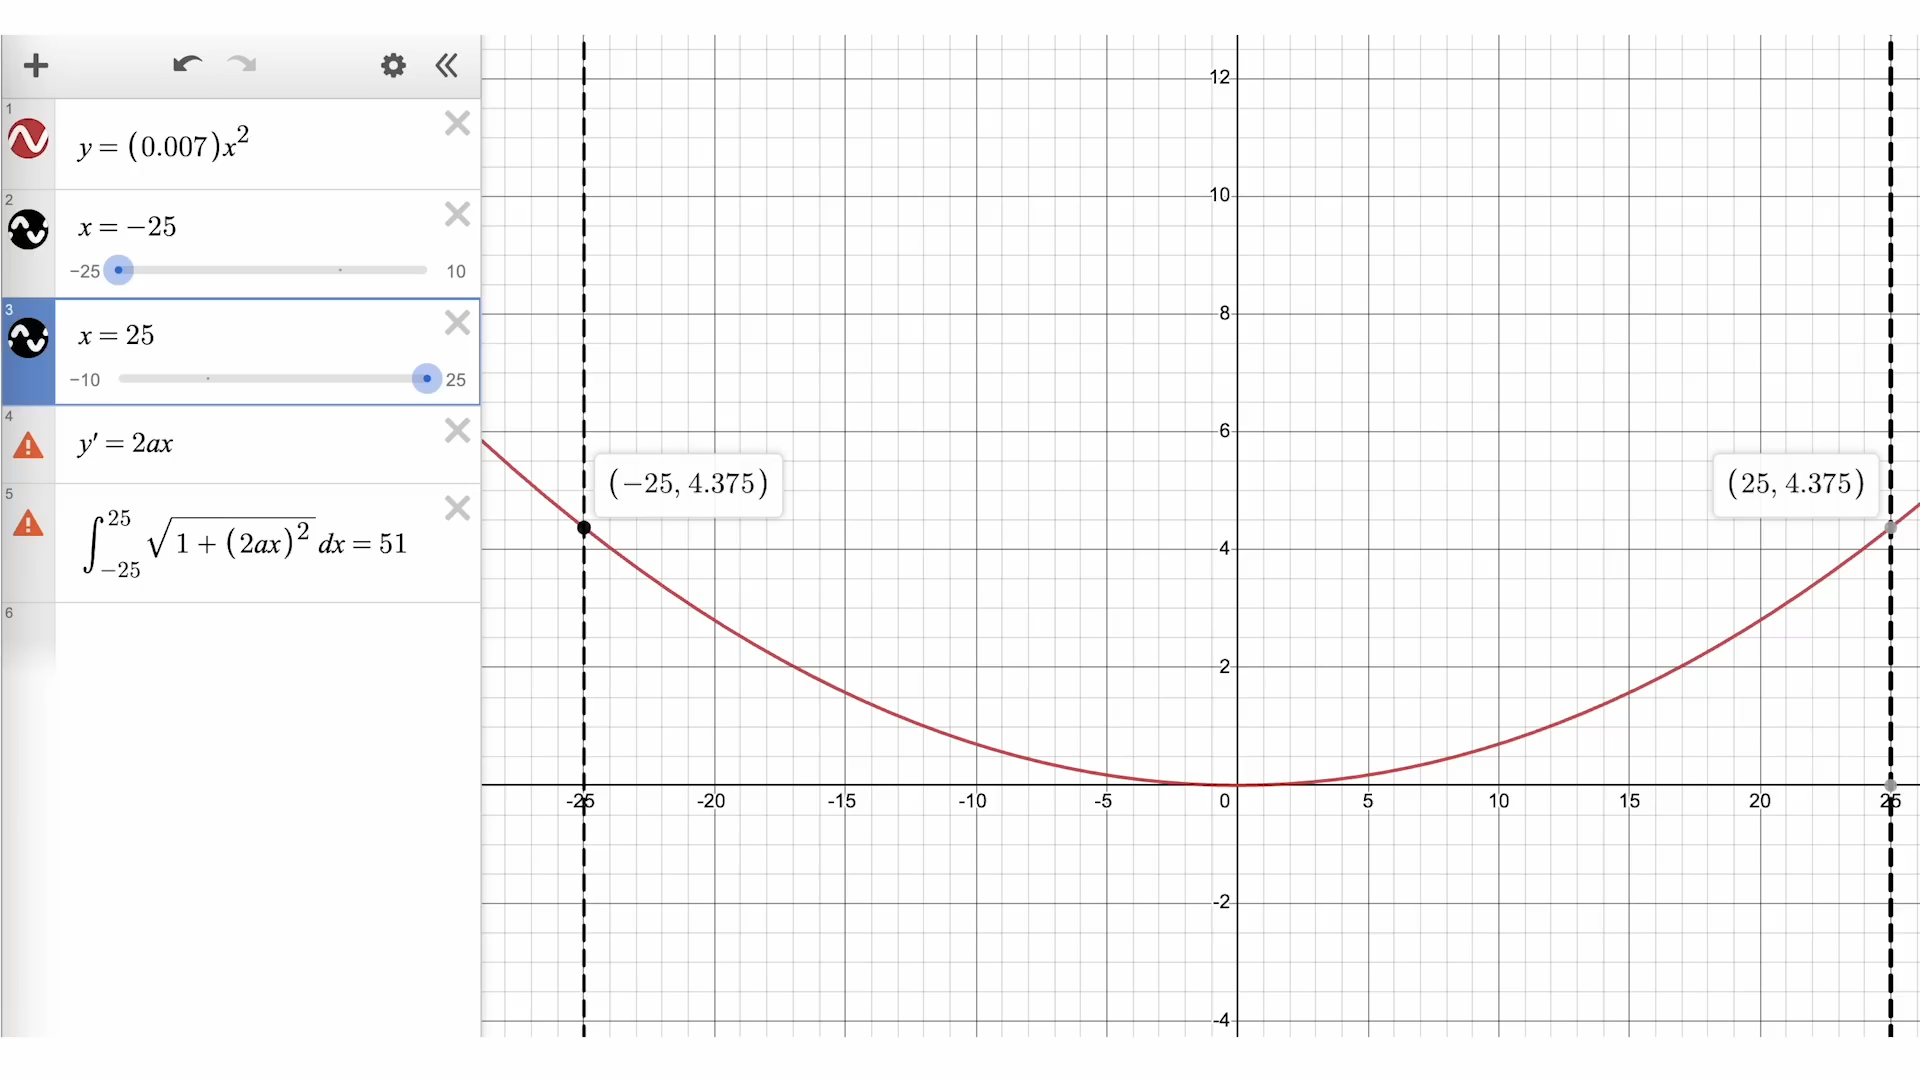 1
y = (0.007)x²
2
x = −25
−25 10
3
x = 25
−10 25
4
y′ = 2ax
5
∫₋₂₅²⁵ √(1 + (2ax)²) dx = 51
6
12
10
8
6
(−25, 4.375) (25, 4.375)
4
2
-25 -20 -15 -10 -5 0 5 10 15 20 25
-2
-4